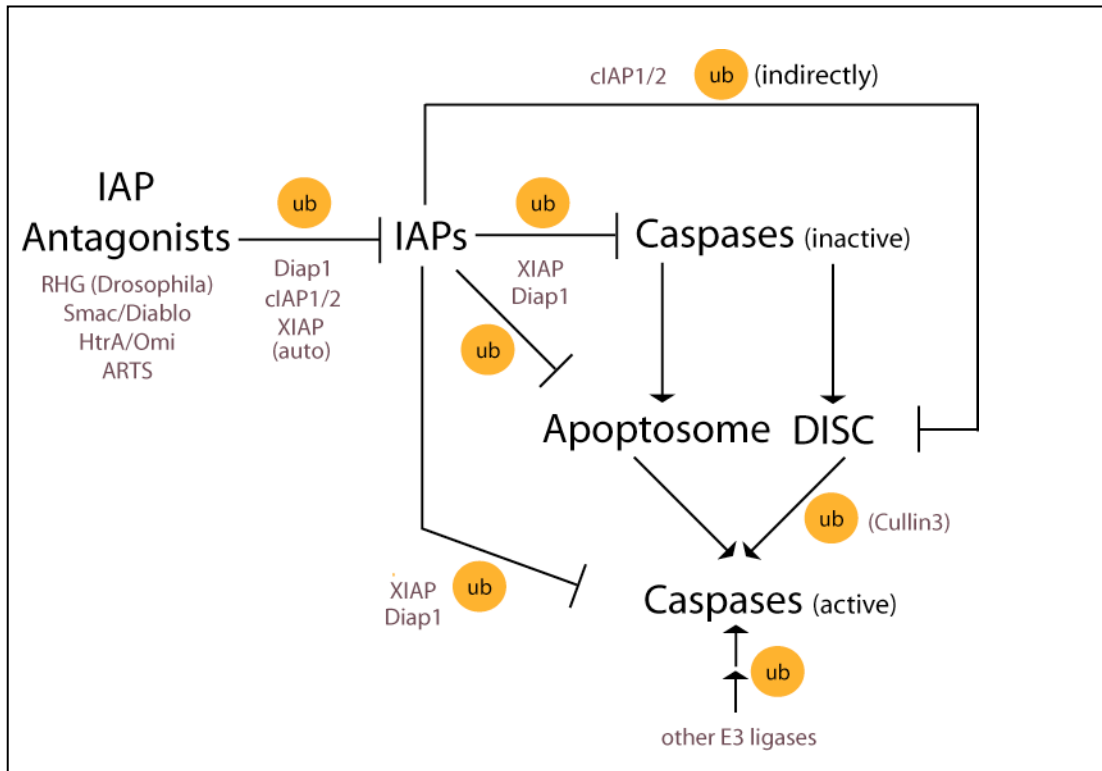 cIAP1/2 ub (indirectly)
IAP
Antagonists
RHG (Drosophila)
Smac/Diablo
HtrA/Omi
ARTS
ub
Diap1
cIAP1/2
XIAP
(auto)
IAPs
ub
XIAP
Diap1
Caspases (inactive)
ub
Apoptosome DISC
ub (Cullin3)
XIAP
Diap1
ub
Caspases (active)
ub
other E3 ligases